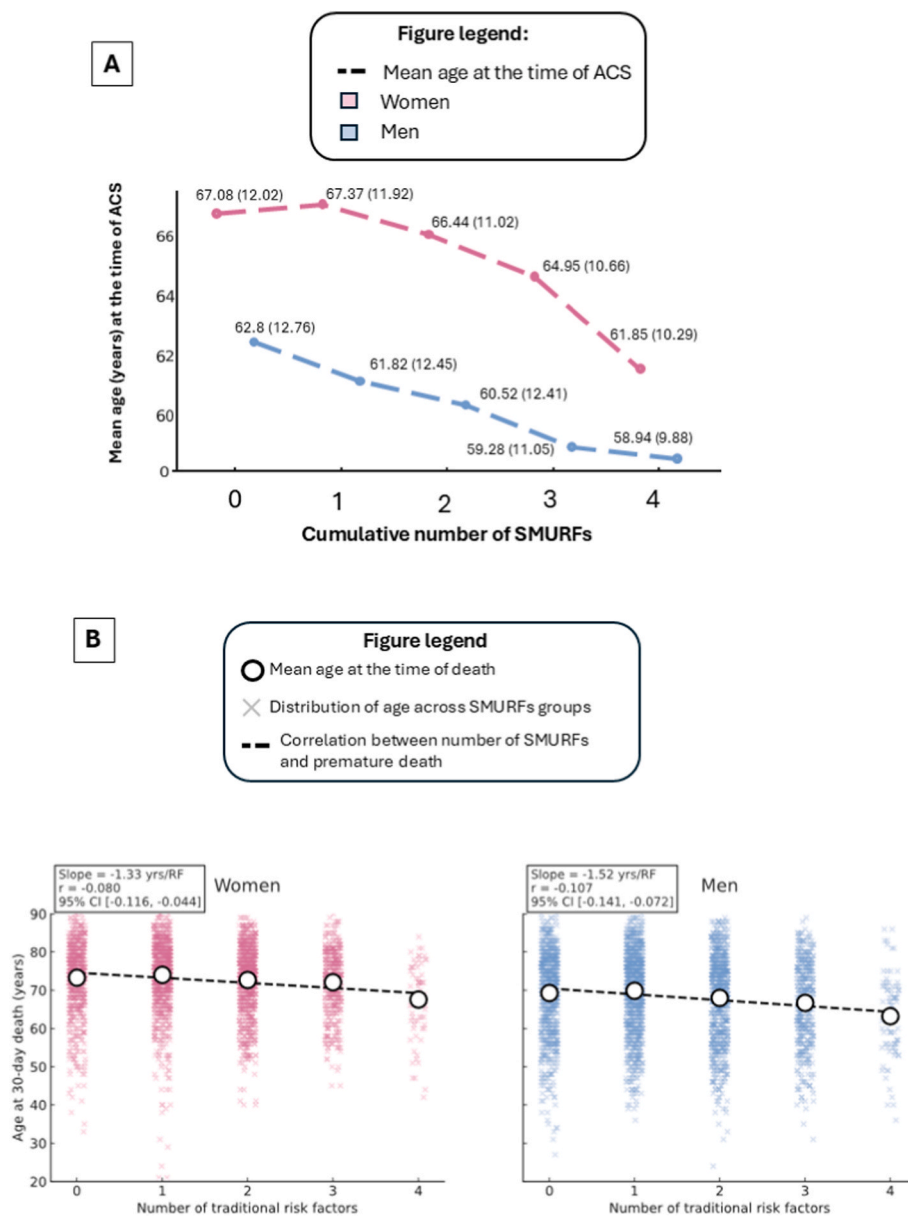 A
Figure legend:
Mean age at the time of ACS
Women
Men
Mean age (years) at the time of ACS
66
64
62
60
0
67.08 (12.02)
67.37 (11.92)
66.44 (11.02)
64.95 (10.66)
61.85 (10.29)
62.8 (12.76)
61.82 (12.45)
60.52 (12.41)
59.28 (11.05)
58.94 (9.88)
0 1 2 3 4
Cumulative number of SMURFs
B
Figure legend
Mean age at the time of death
Distribution of age across SMURFs groups
Correlation between number of SMURFs
and premature death
Slope = -1.33 yrs/RF
r = -0.080
95% CI [-0.116, -0.044]
Women
Age at 30-day death (years)
90
80
70
60
50
40
30
20
0 1 2 3 4
Number of traditional risk factors
Slope = -1.52 yrs/RF
r = -0.107
95% CI [-0.141, -0.072]
Men
0 1 2 3 4
Number of traditional risk factors